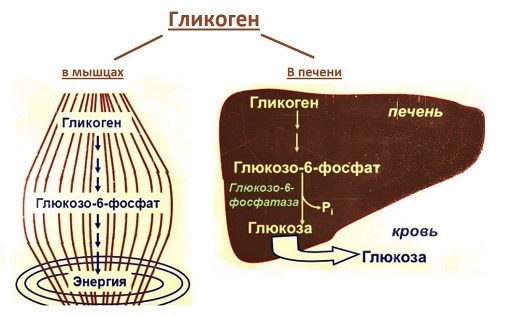 Гликоген
в мышцах
В печени
Гликоген
Глюкозо-6-фосфат
Энергия
Гликоген
печень
Глюкозо-6-фосфат
Глюкозо-6-
фосфатаза
Pi
Глюкоза
кровь
Глюкоза